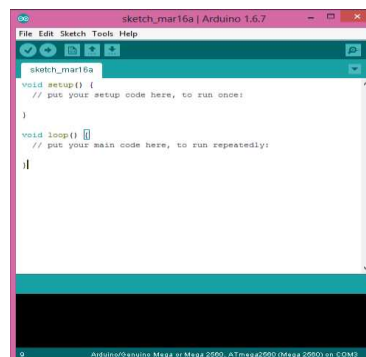 sketch_mar16a | Arduino 1.6.7
File Edit Sketch Tools Help
sketch_mar16a
void setup() {
// put your setup code here, to run once:
}
void loop() {
// put your main code here, to run repeatedly:
}
9 Arduino/Genuino Mega or Mega 2560, ATmega2560 (Mega 2560) on COM3